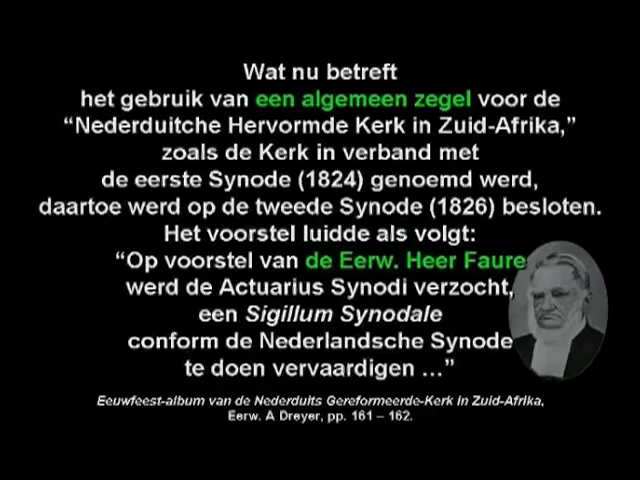 Wat nu betreft
het gebruik van een algemeen zegel voor de
“Nederduitche Hervormde Kerk in Zuid-Afrika,”
zoals de Kerk in verband met
de eerste Synode (1824) genoemd werd,
daartoe werd op de tweede Synode (1826) besloten.
Het voorstel luidde als volgt:
“Op voorstel van de Eerw. Heer Faure
werd de Actuarius Synodi verzocht,
een Sigillum Synodale
conform de Nederlandsche Synode
te doen vervaardigen …”
Eeuwfeest-album van de Nederduits Gereformeerde-Kerk in Zuid-Afrika,
Eerw. A Dreyer, pp. 161 – 162.